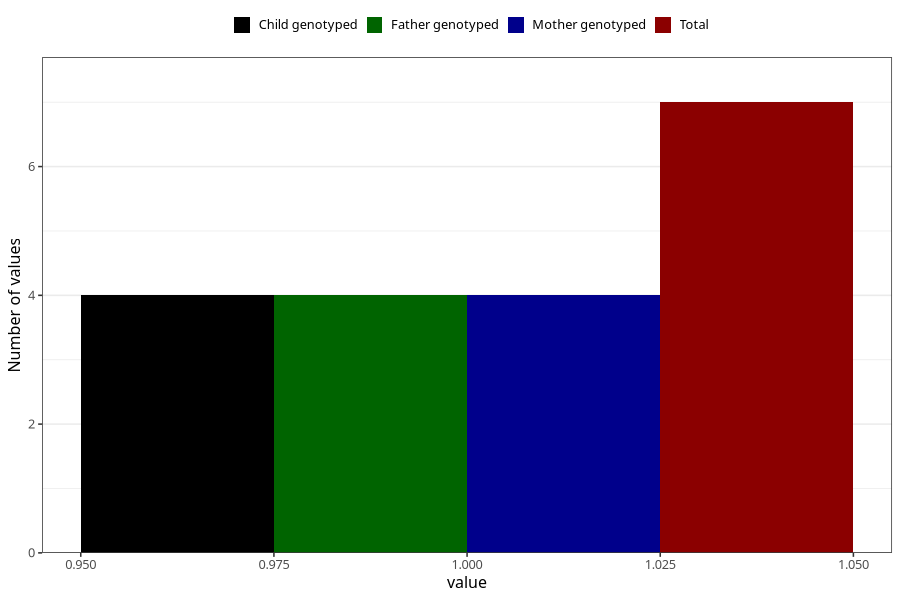 Child genotyped Father genotyped Mother genotyped Total
Number of values
6
4
2
0
0.950 0.975 1.000 1.025 1.050
value